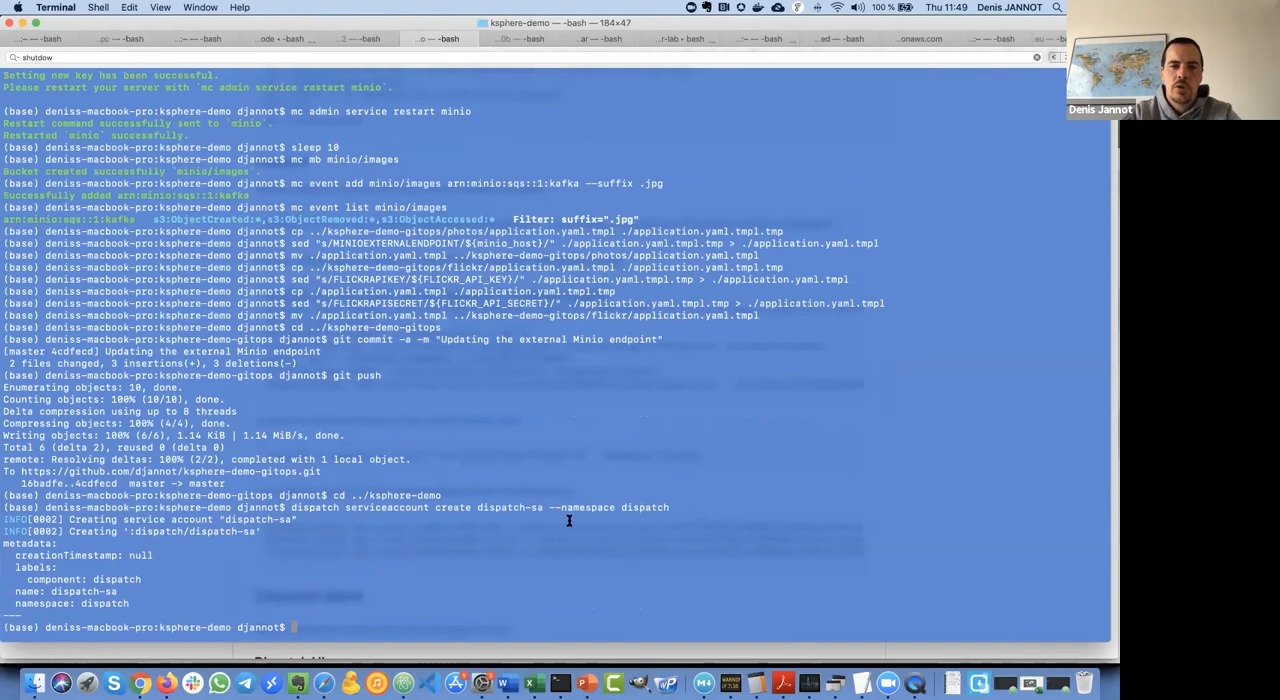 Terminal Shell Edit View Window Help
100 % Thu 11:49 Denis JANNOT
ksphere-demo — -bash — 184×47
...:~ — -bash ...pp — -bash ...:~ — -bash ...ode • -bash ... ...2 — -bash ...o — -bash ...0b — -bash ...ar — -bash ...r-lab ▸ -bash ...:~ — -bash ...ed — -bash ...onaws.com ...:~ — -bash
shutdow
Denis Jannot
Setting new key has been successful.
Please restart your server with `mc admin service restart minio`.
(base) deniss-macbook-pro:ksphere-demo djannot$ mc admin service restart minio
Restart command successfully sent to `minio`.
Restarted `minio` successfully.
(base) deniss-macbook-pro:ksphere-demo djannot$ sleep 10
(base) deniss-macbook-pro:ksphere-demo djannot$ mc mb minio/images
Bucket created successfully `minio/images`.
(base) deniss-macbook-pro:ksphere-demo djannot$ mc event add minio/images arn:minio:sqs::1:kafka --suffix .jpg
Successfully added arn:minio:sqs::1:kafka
(base) deniss-macbook-pro:ksphere-demo djannot$ mc event list minio/images
arn:minio:sqs::1:kafka s3:ObjectCreated:*,s3:ObjectRemoved:*,s3:ObjectAccessed:* Filter: suffix=".jpg"
(base) deniss-macbook-pro:ksphere-demo djannot$ cp ../ksphere-demo-gitops/photos/application.yaml.tmpl ./application.yaml.tmpl.tmp
(base) deniss-macbook-pro:ksphere-demo djannot$ sed "s/MINIOEXTERNALENDPOINT/${minio_host}/" ./application.yaml.tmpl.tmp > ./application.yaml.tmpl
(base) deniss-macbook-pro:ksphere-demo djannot$ mv ./application.yaml.tmpl ../ksphere-demo-gitops/photos/application.yaml.tmpl
(base) deniss-macbook-pro:ksphere-demo djannot$ cp ../ksphere-demo-gitops/flickr/application.yaml.tmpl ./application.yaml.tmpl.tmp
(base) deniss-macbook-pro:ksphere-demo djannot$ sed "s/FLICKRAPIKEY/${FLICKR_API_KEY}/" ./application.yaml.tmpl.tmp > ./application.yaml.tmpl
(base) deniss-macbook-pro:ksphere-demo djannot$ cp ./application.yaml.tmpl ./application.yaml.tmpl.tmp
(base) deniss-macbook-pro:ksphere-demo djannot$ sed "s/FLICKRAPISECRET/${FLICKR_API_SECRET}/" ./application.yaml.tmpl.tmp > ./application.yaml.tmpl
(base) deniss-macbook-pro:ksphere-demo djannot$ mv ./application.yaml.tmpl ../ksphere-demo-gitops/flickr/application.yaml.tmpl
(base) deniss-macbook-pro:ksphere-demo djannot$ cd ../ksphere-demo-gitops
(base) deniss-macbook-pro:ksphere-demo-gitops djannot$ git commit -a -m "Updating the external Minio endpoint"
[master 4cdfecd] Updating the external Minio endpoint
2 files changed, 3 insertions(+), 3 deletions(-)
(base) deniss-macbook-pro:ksphere-demo-gitops djannot$ git push
Enumerating objects: 10, done.
Counting objects: 100% (10/10), done.
Delta compression using up to 8 threads
Compressing objects: 100% (4/4), done.
Writing objects: 100% (6/6), 1.14 KiB | 1.14 MiB/s, done.
Total 6 (delta 2), reused 0 (delta 0)
remote: Resolving deltas: 100% (2/2), completed with 1 local object.
To https://github.com/djannot/ksphere-demo-gitops.git
16badfe..4cdfecd master -> master
(base) deniss-macbook-pro:ksphere-demo-gitops djannot$ cd ../ksphere-demo
(base) deniss-macbook-pro:ksphere-demo djannot$ dispatch serviceaccount create dispatch-sa --namespace dispatch
INFO[0002] Creating service account "dispatch-sa"
INFO[0002] Creating ':dispatch/dispatch-sa'
metadata:
creationTimestamp: null
labels:
component: dispatch
name: dispatch-sa
namespace: dispatch
---
(base) deniss-macbook-pro:ksphere-demo djannot$